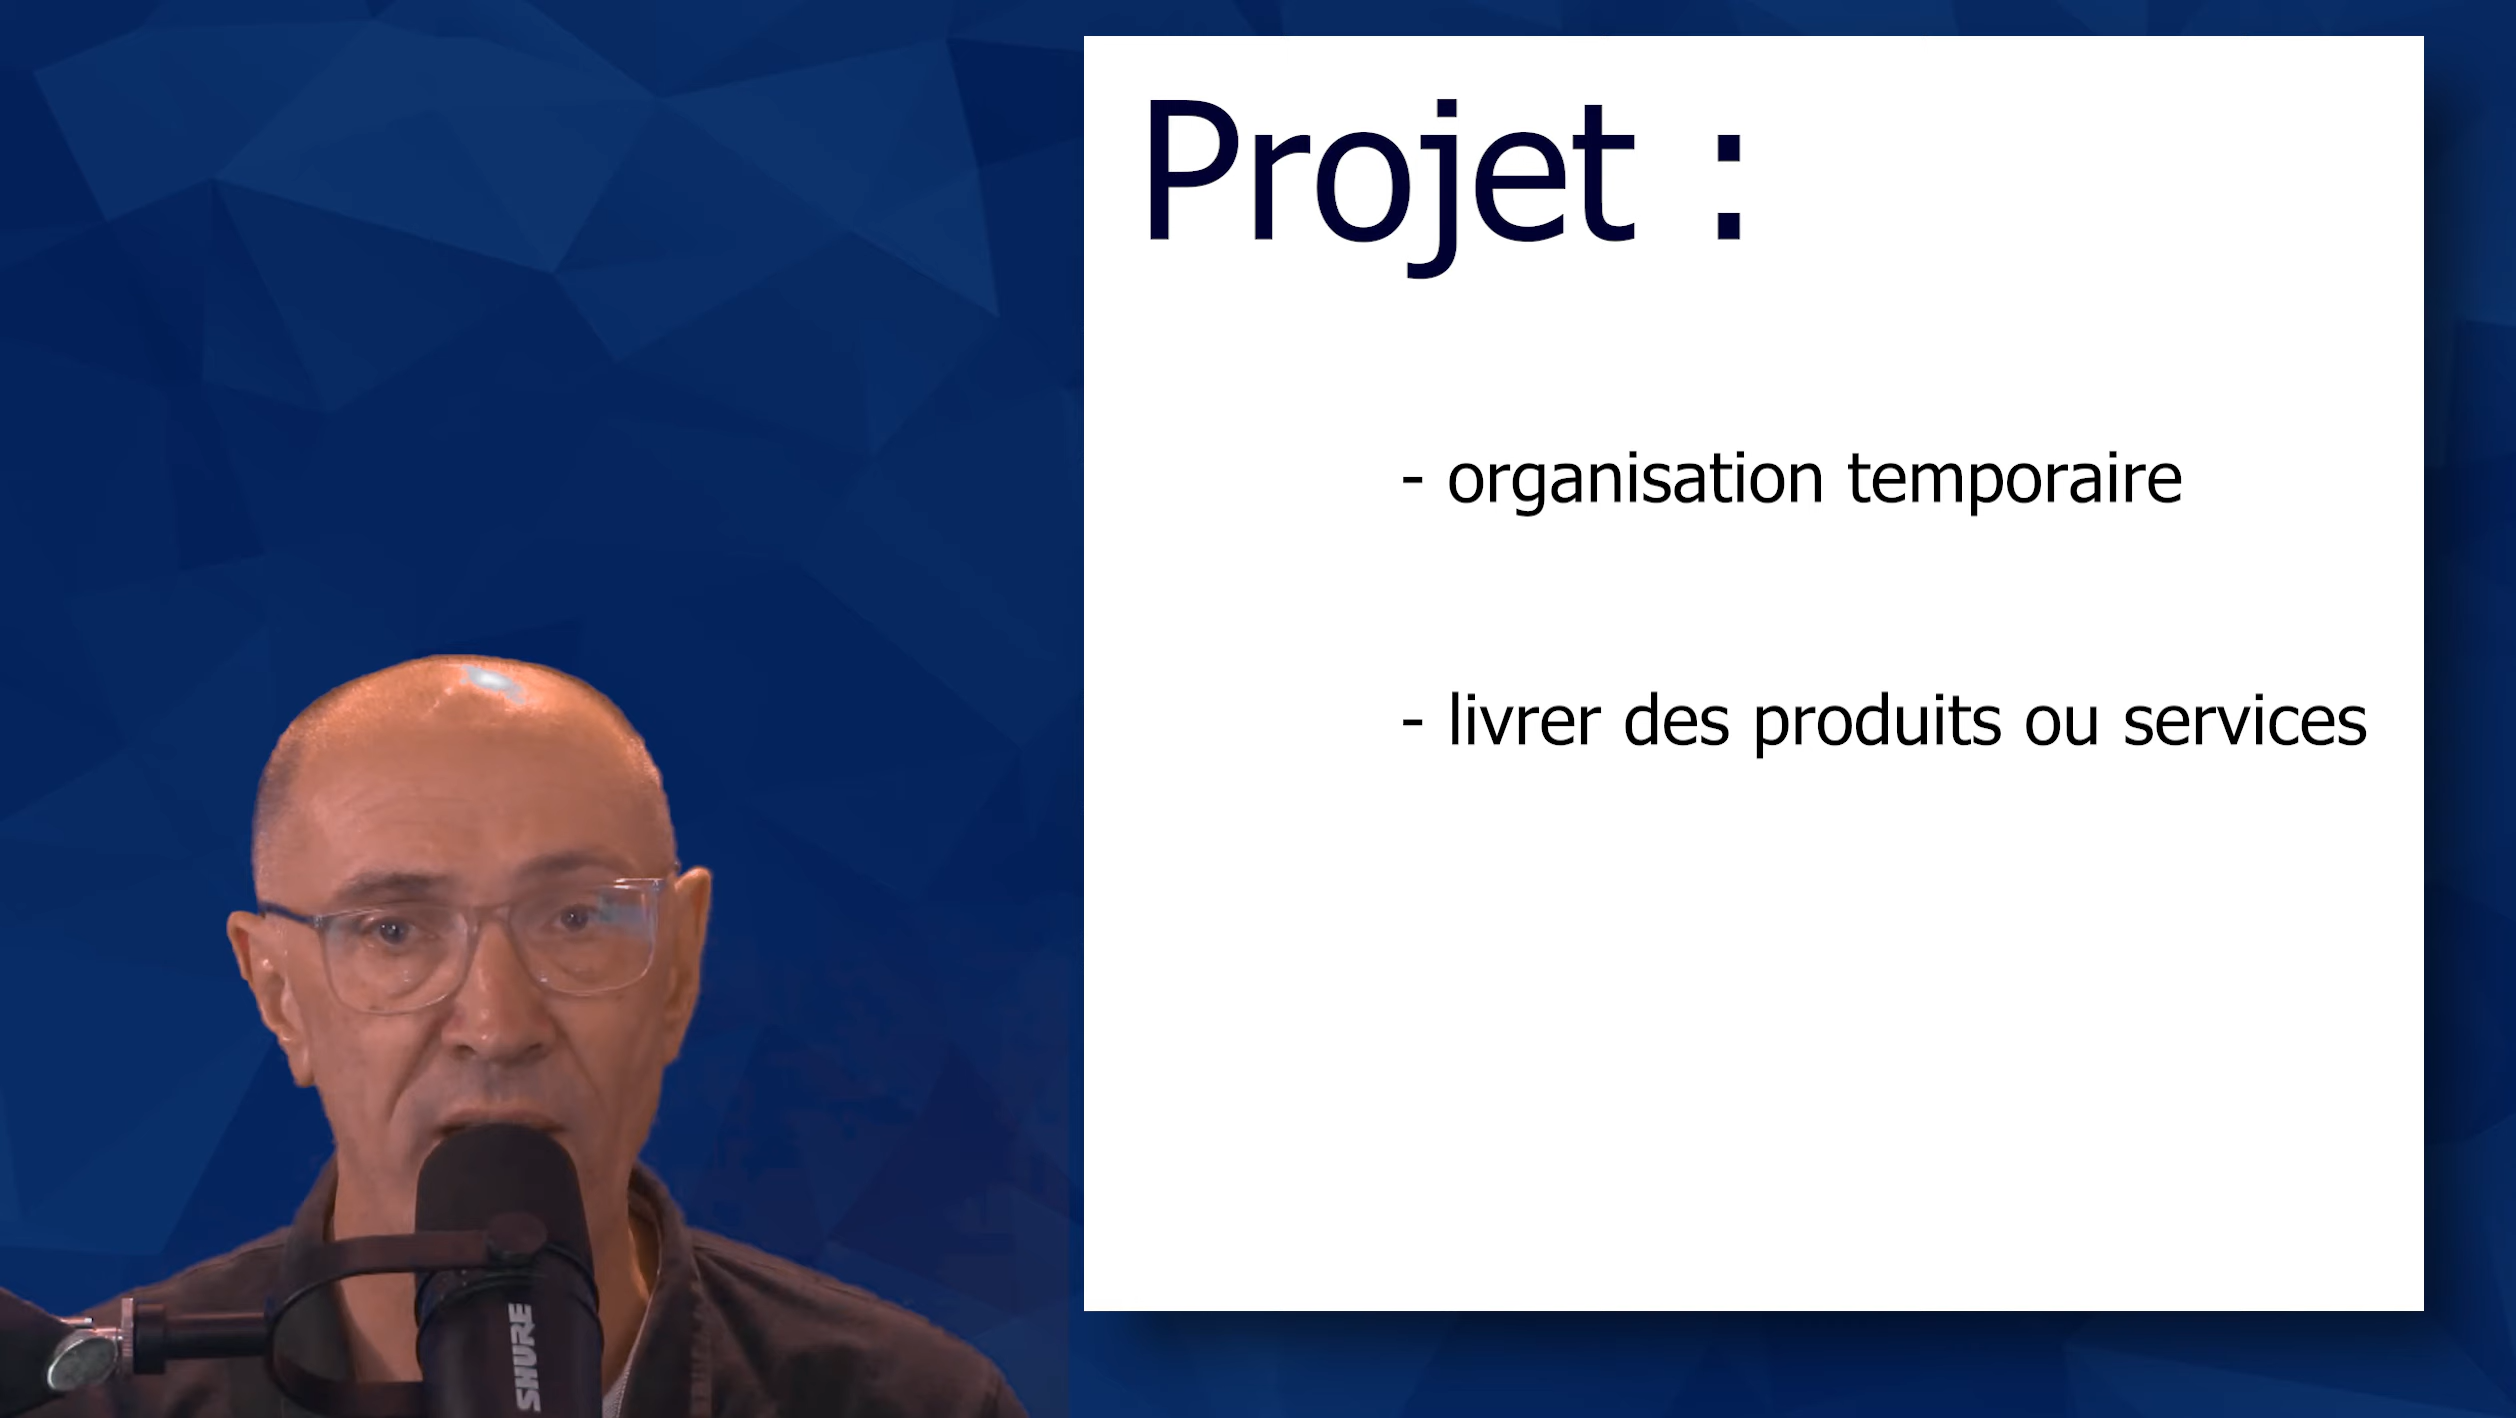 Projet :
- organisation temporaire
- livrer des produits ou services
SHURE